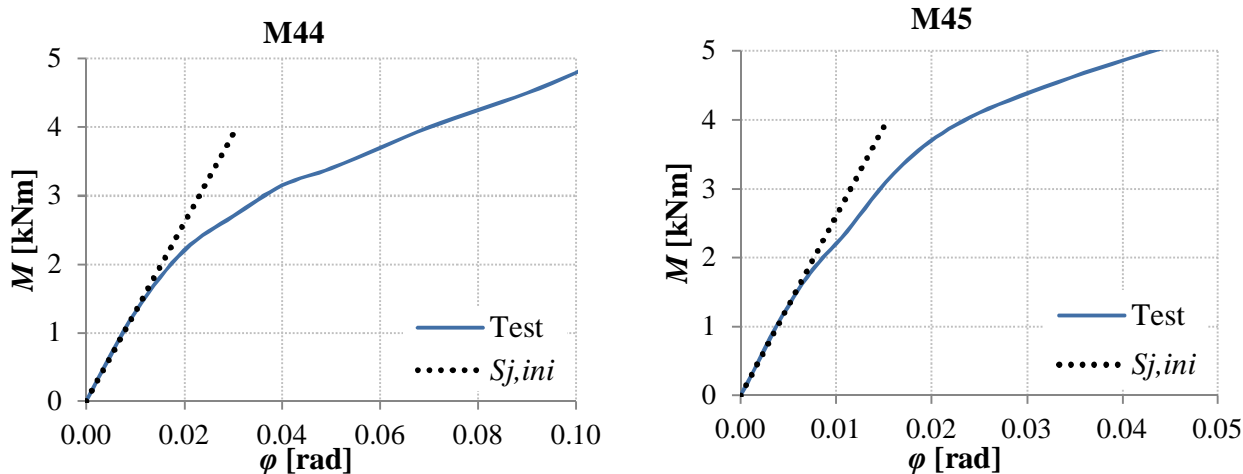 M44
5
4
3
2
1
0
M [kNm]
0.00 0.02 0.04 0.06 0.08 0.10
φ [rad]
Test
Sj,ini
M45
5
4
3
2
1
0
M [kNm]
0.00 0.01 0.02 0.03 0.04 0.05
φ [rad]
Test
Sj,ini